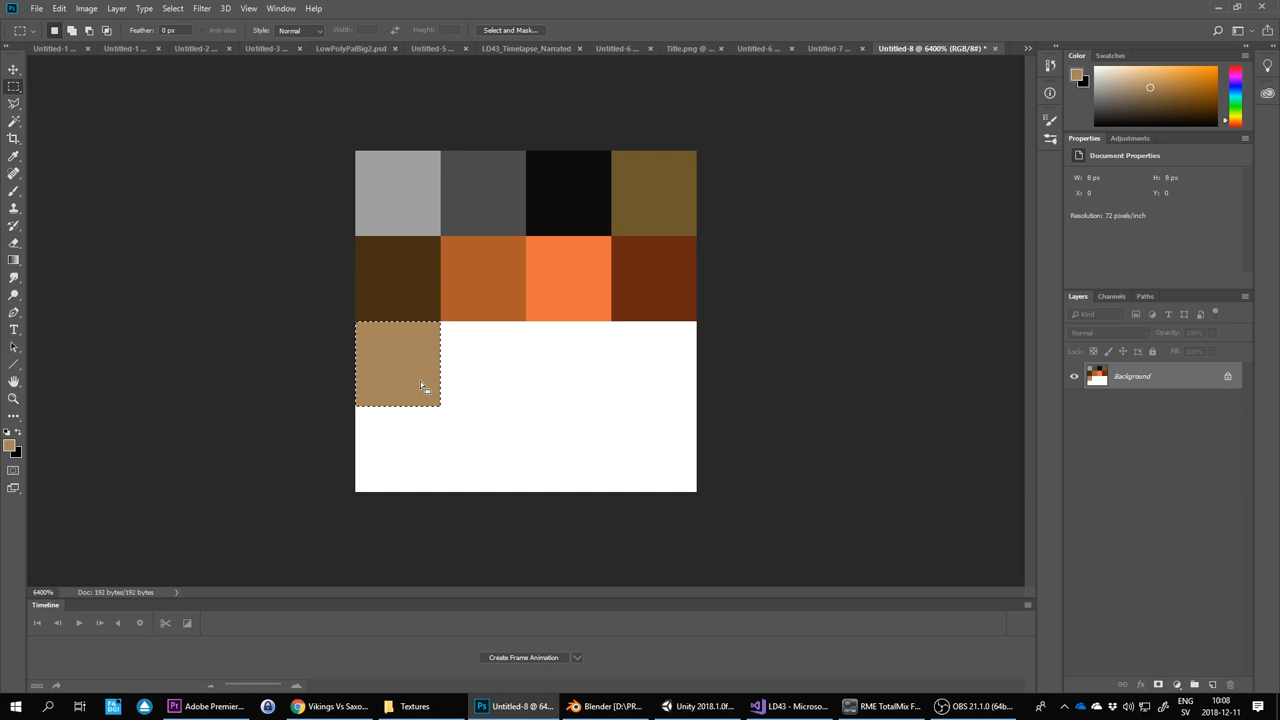 File Edit Image Layer Type Select Filter 3D View Window Help
Feather: 0 px Anti-alias Style: Normal Width: Height: Select and Mask...
Untitled-1 Untitled-1 Untitled-2 Untitled-3 LowPolyPalBig2.psd Untitled-5 LD43_Timelapse_Narrated Untitled-6 Title.png @ ... Untitled-6 Untitled-7 Untitled-8 @ 6400% (RGB/8#) *
Color Swatches
Properties Adjustments
Document Properties
W: 8 px H: 8 px
X: 0 Y: 0
Resolution: 72 pixels/inch
Layers Channels Paths
Kind
Normal Opacity: 100%
Lock: Fill: 100%
Background
6400% Doc: 192 bytes/192 bytes
Timeline
Create Frame Animation
Adobe Premier... Vikings Vs Saxo... Textures Untitled-8 @ 64... Blender [D:\PR... Unity 2018.1.0f... LD43 - Microso... RME TotalMix F... OBS 21.1.0 (64b...
ENG 10:08
SV 2018-12-11